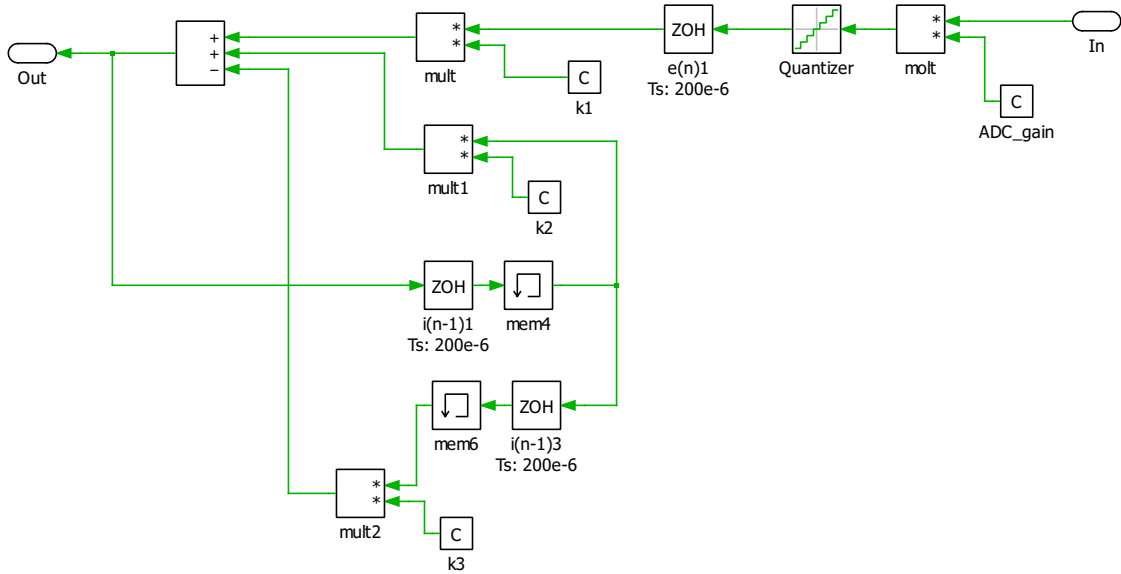 Out
+
+
−
*
*
mult
C
k1
ZOH
e(n)1
Ts: 200e-6
Quantizer
*
*
molt
In
C
ADC_gain
*
*
mult1
C
k2
ZOH
i(n-1)1
Ts: 200e-6
mem4
mem6
ZOH
i(n-1)3
Ts: 200e-6
*
*
mult2
C
k3